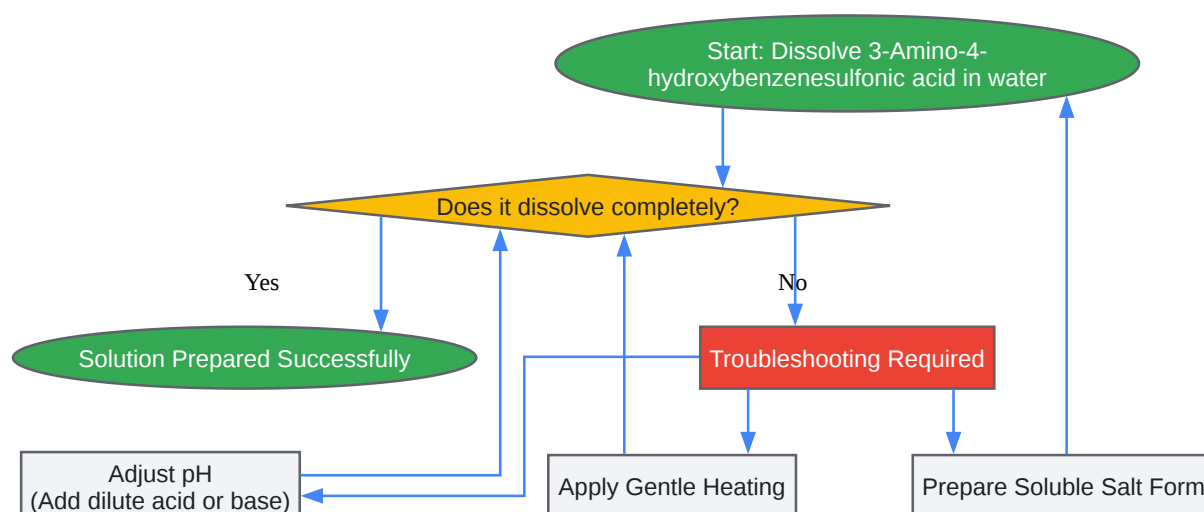 Start: Dissolve 3-Amino-4-
hydroxybenzenesulfonic acid in water
Does it dissolve completely?
Yes
No
Solution Prepared Successfully
Troubleshooting Required
Adjust pH
(Add dilute acid or base)
Apply Gentle Heating
Prepare Soluble Salt Form